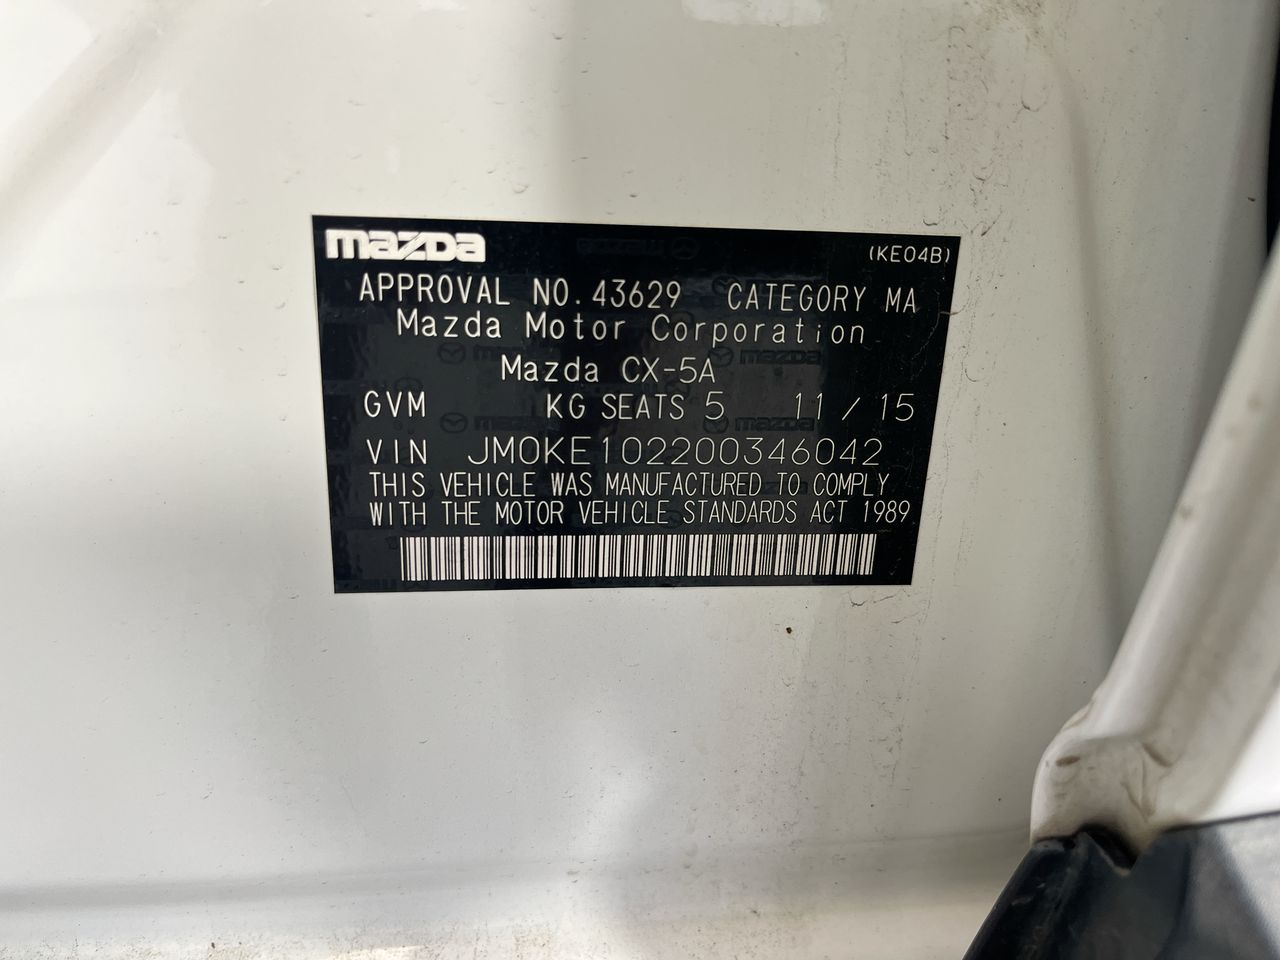 mazda (KE04B)
APPROVAL NO. 43629 CATEGORY MA
Mazda Motor Corporation
Mazda CX-5A
GVM KG SEATS 5 11 / 15
VIN JM0KE102200346042
THIS VEHICLE WAS MANUFACTURED TO COMPLY
WITH THE MOTOR VEHICLE STANDARDS ACT 1989